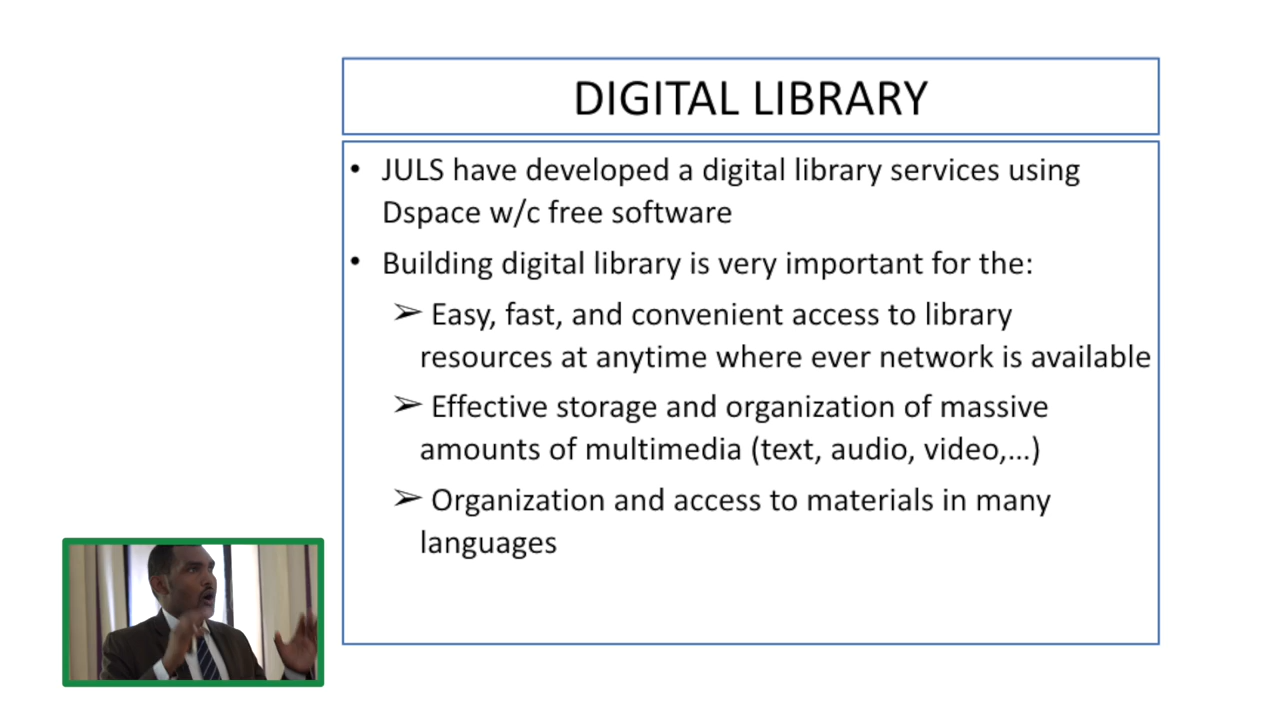 DIGITAL LIBRARY
• JULS have developed a digital library services using
Dspace w/c free software
• Building digital library is very important for the:
➢ Easy, fast, and convenient access to library
resources at anytime where ever network is available
➢ Effective storage and organization of massive
amounts of multimedia (text, audio, video,...)
➢ Organization and access to materials in many
languages